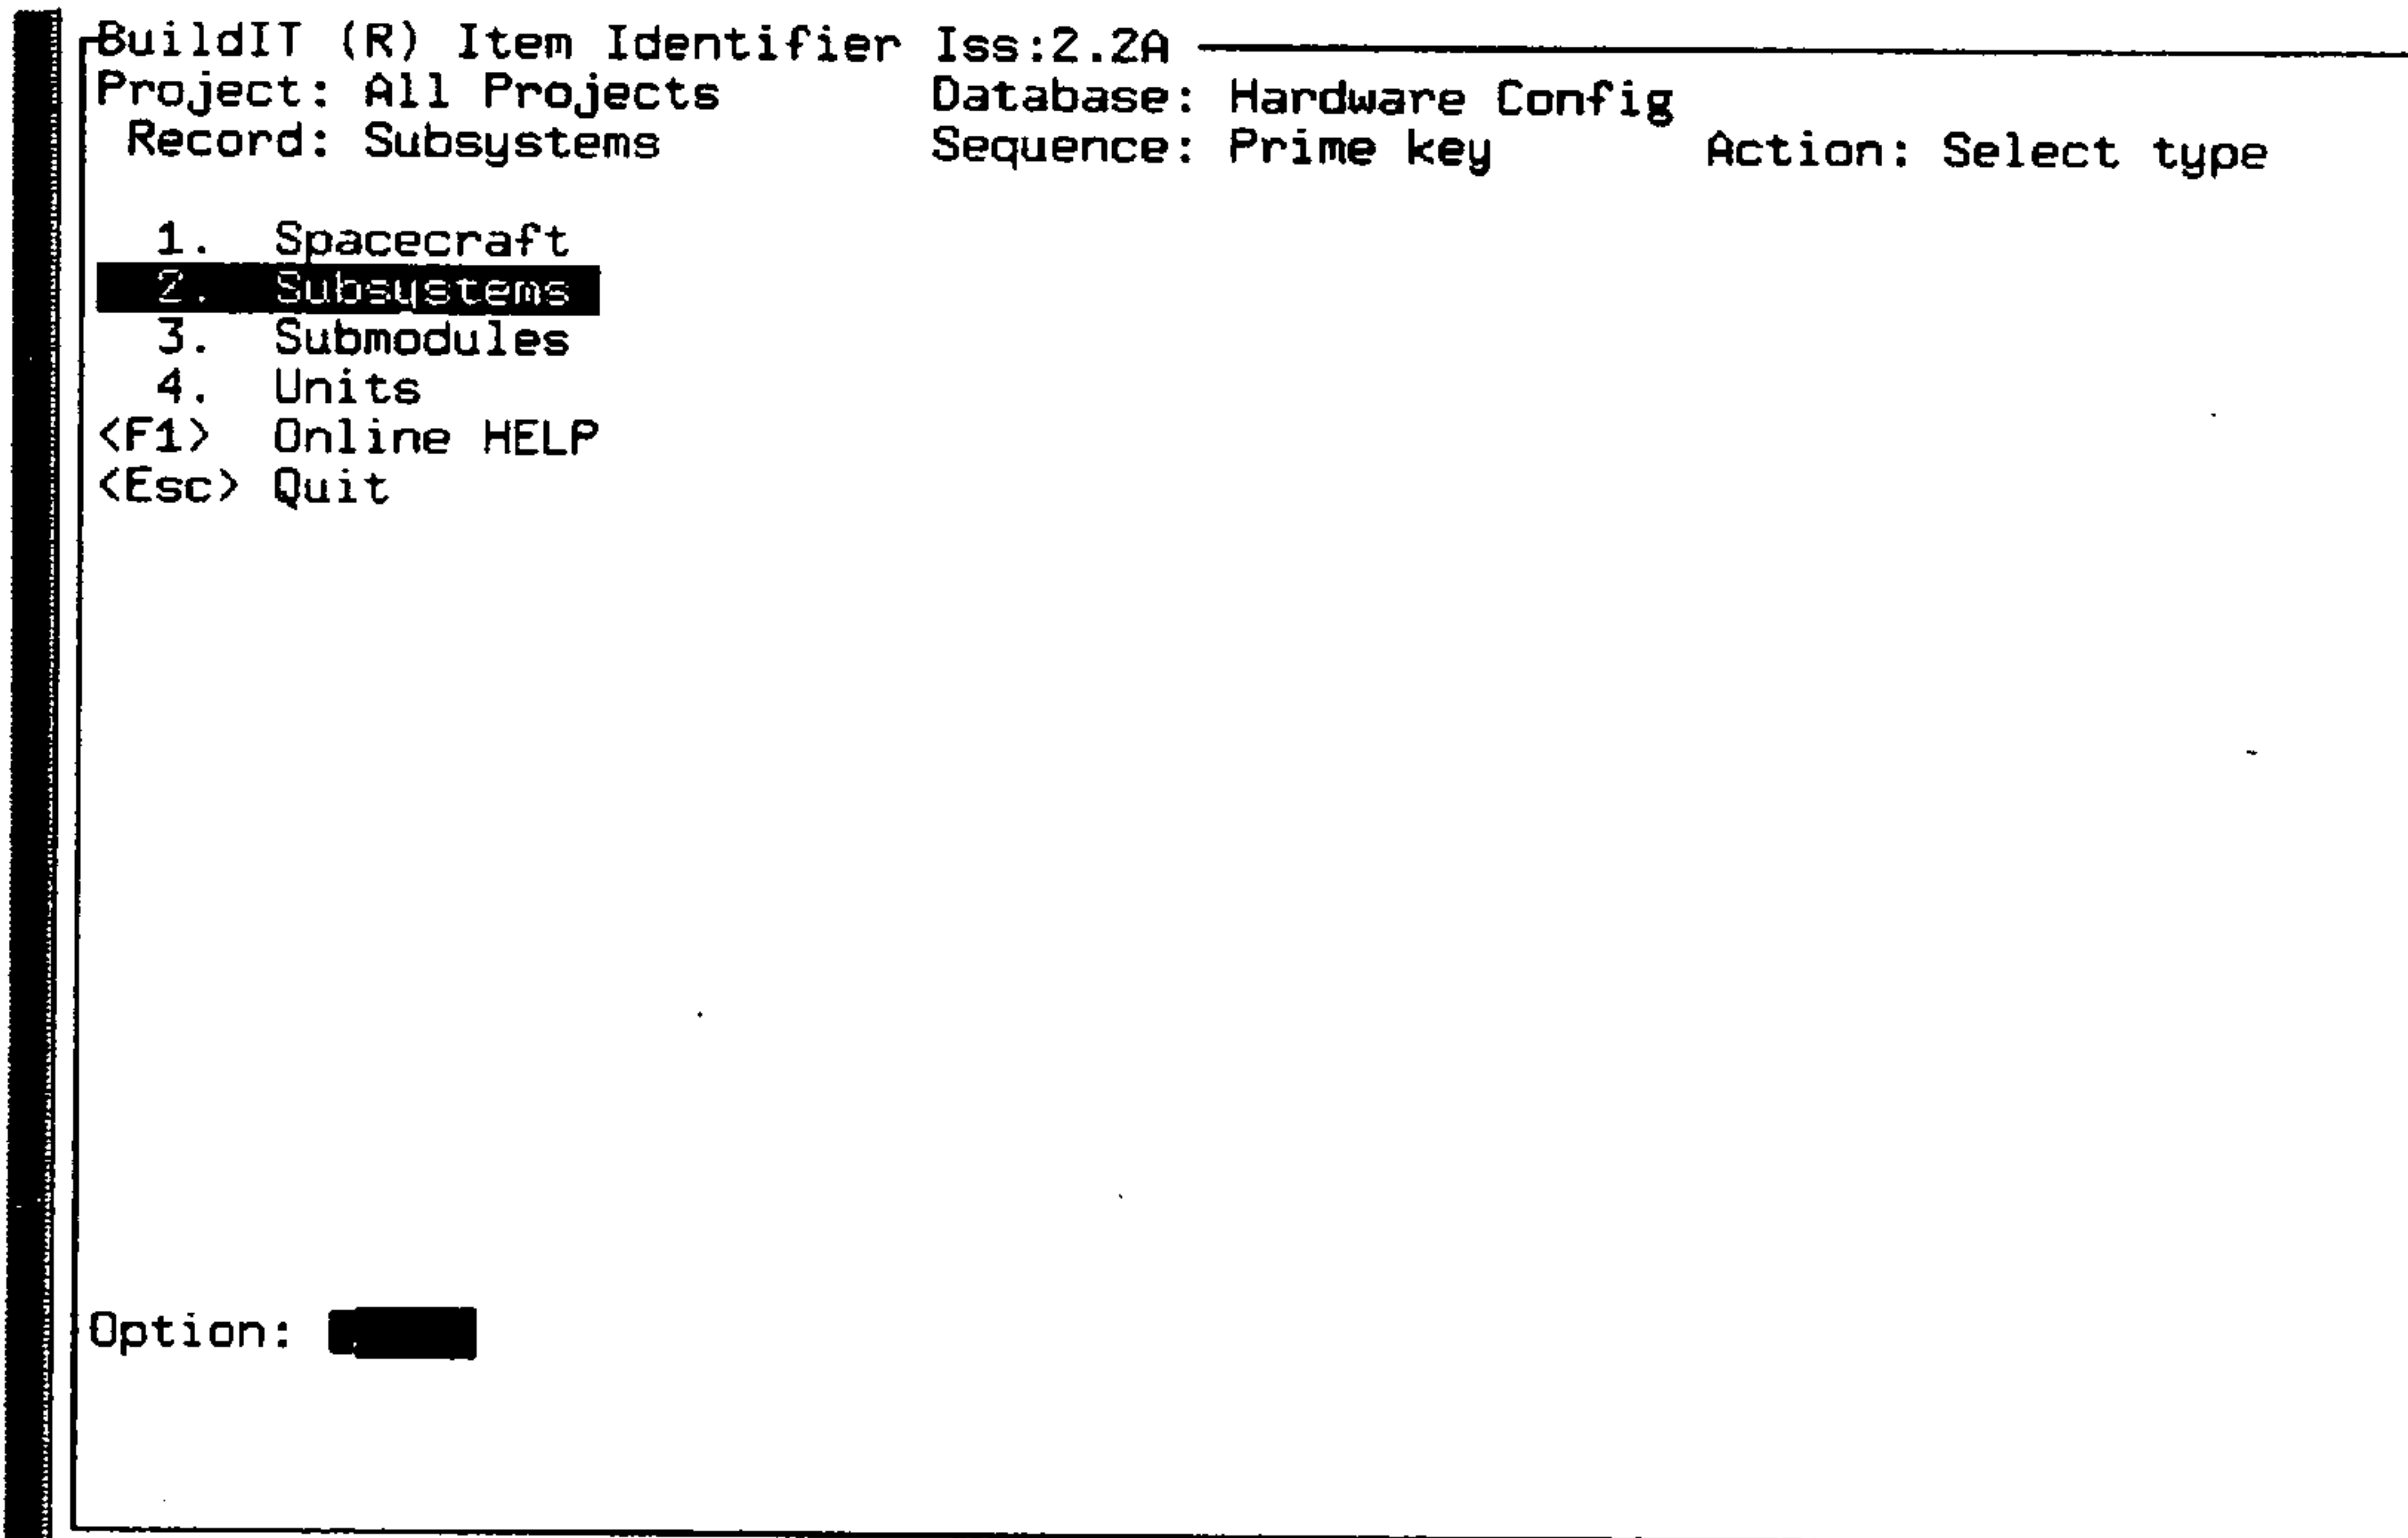 BuildIT (R) Item Identifier Iss:2.2A
Project: All Projects Database: Hardware Config
Record: Subsystems Sequence: Prime key Action: Select type
1. Spacecraft
2. Subsystems
3. Submodules
4. Units
<F1> Online HELP
<Esc> Quit
Option: